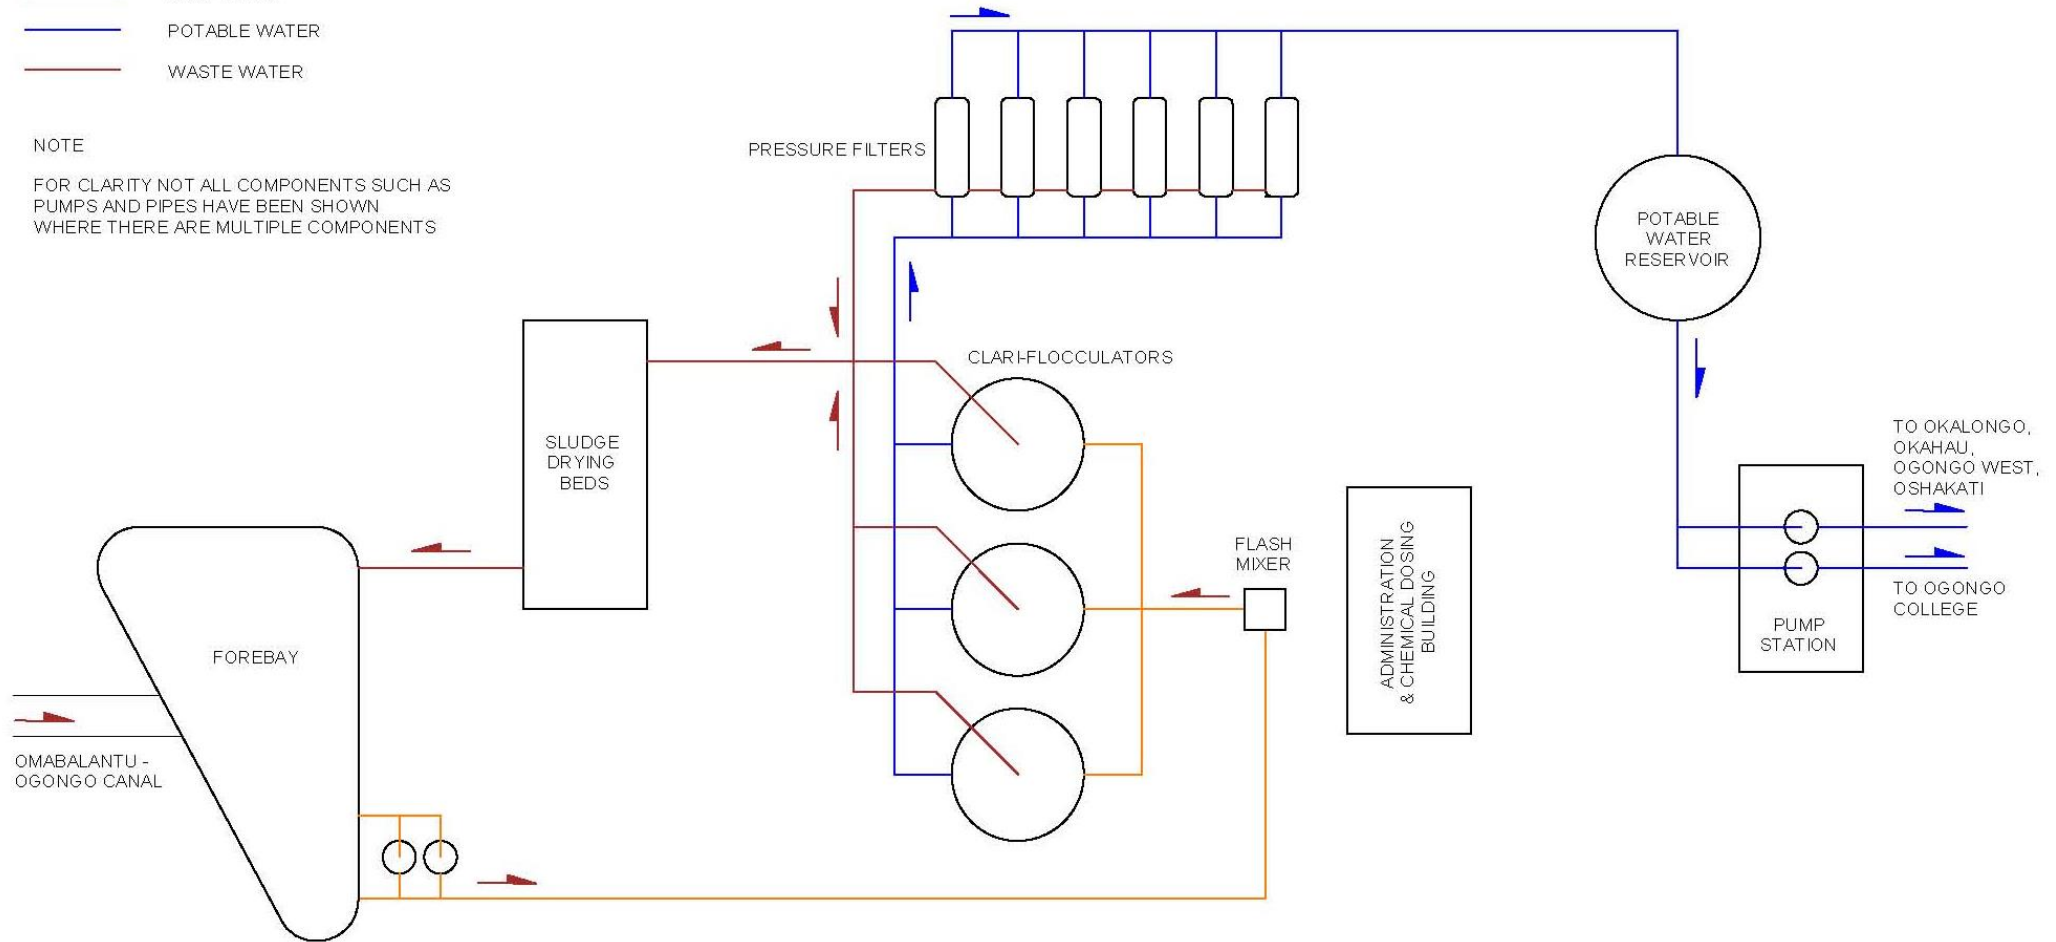 POTABLE WATER
WASTE WATER
NOTE
FOR CLARITY NOT ALL COMPONENTS SUCH AS
PUMPS AND PIPES HAVE BEEN SHOWN
WHERE THERE ARE MULTIPLE COMPONENTS
PRESSURE FILTERS
POTABLE
WATER
RESERVOIR
CLARI-FLOCCULATORS
SLUDGE
DRYING
BEDS
TO OKALONGO,
OKAHAU,
OGONGO WEST,
OSHAKATI
FLASH
MIXER
ADMINISTRATION
& CHEMICAL DOSING
BUILDING
TO OGONGO
COLLEGE
PUMP
STATION
FOREBAY
OMABALANTU -
OGONGO CANAL